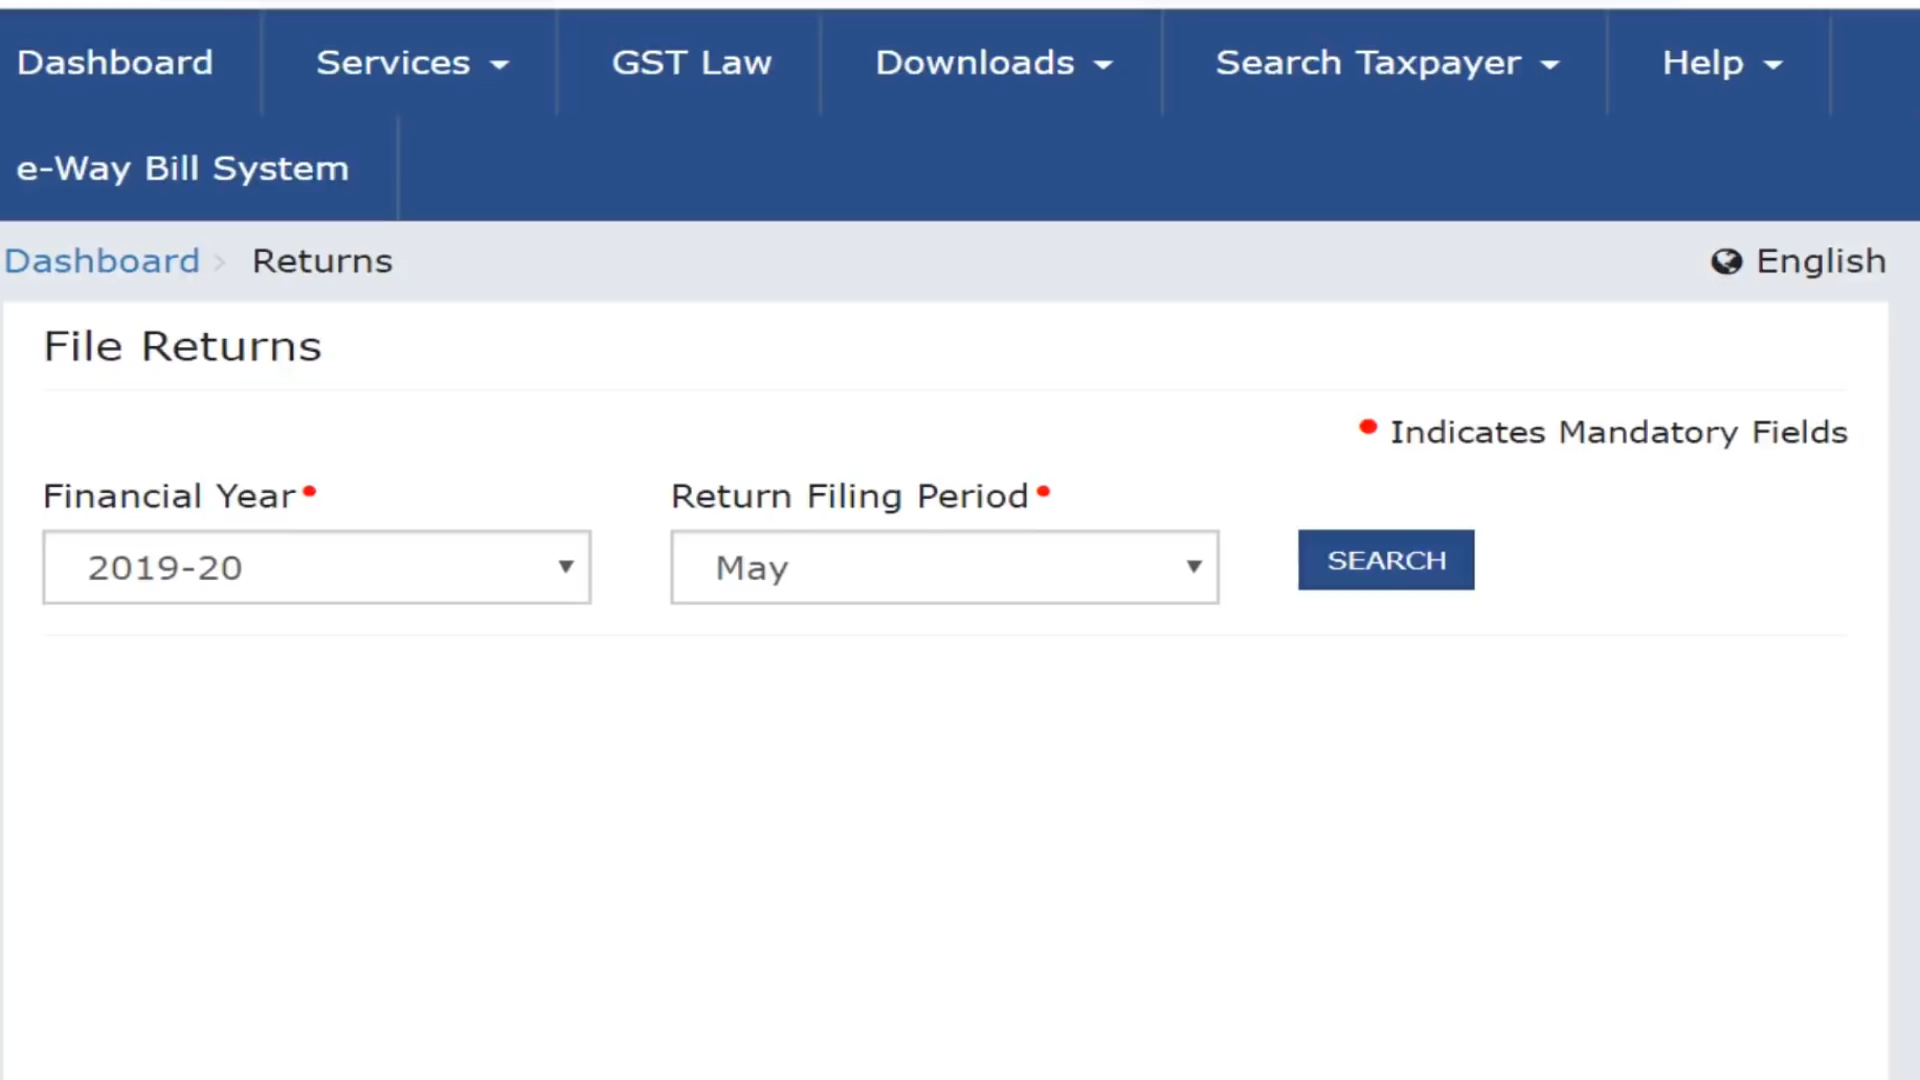 Dashboard Services GST Law Downloads Search Taxpayer Help
e-Way Bill System
Dashboard > Returns English
File Returns
• Indicates Mandatory Fields
Financial Year• Return Filing Period•
2019-20 May SEARCH